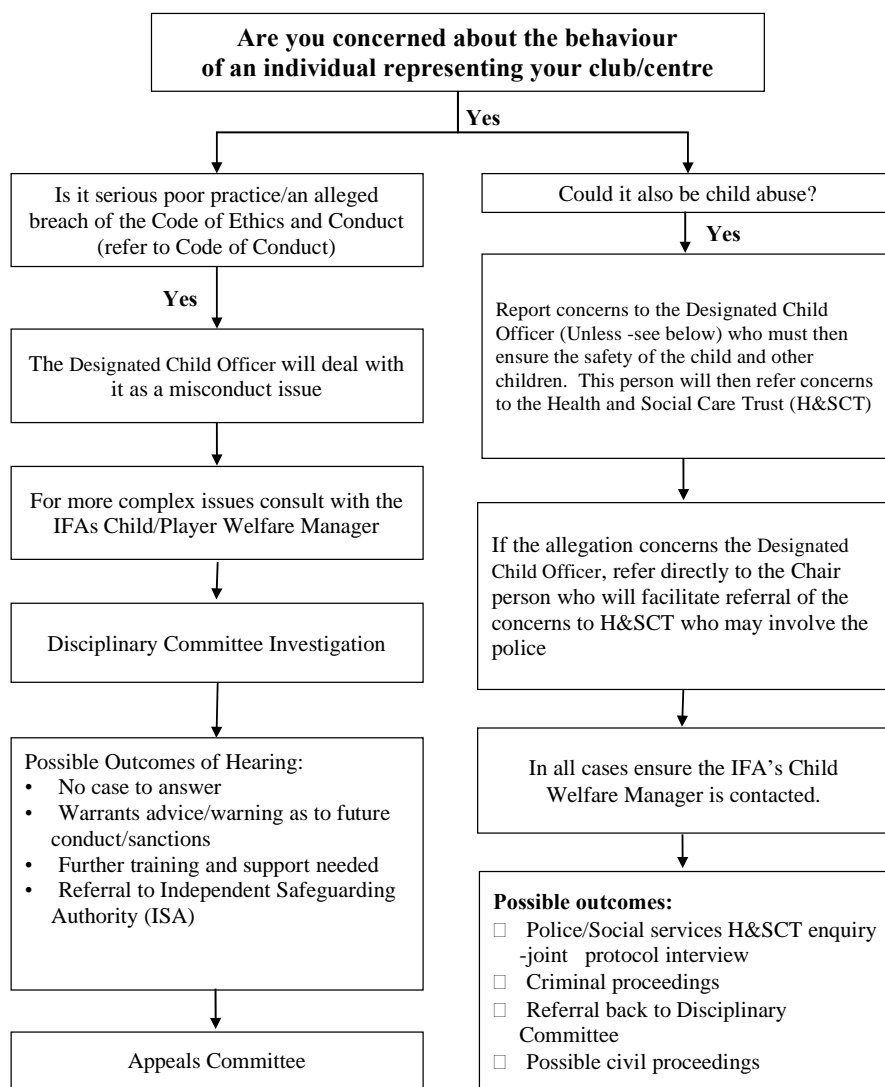 Are you concerned about the behaviour
of an individual representing your club/centre
Yes
Is it serious poor practice/an alleged
breach of the Code of Ethics and Conduct
(refer to Code of Conduct)
Yes
The Designated Child Officer will deal with
it as a misconduct issue
For more complex issues consult with the
IFAs Child/Player Welfare Manager
Disciplinary Committee Investigation
Possible Outcomes of Hearing:
• No case to answer
• Warrants advice/warning as to future
conduct/sanctions
• Further training and support needed
• Referral to Independent Safeguarding
Authority (ISA)
Appeals Committee
Could it also be child abuse?
Yes
Report concerns to the Designated Child
Officer (Unless -see below) who must then
ensure the safety of the child and other
children. This person will then refer concerns
to the Health and Social Care Trust (H&SCT)
If the allegation concerns the Designated
Child Officer, refer directly to the Chair
person who will facilitate referral of the
concerns to H&SCT who may involve the
police
In all cases ensure the IFA’s Child
Welfare Manager is contacted.
Possible outcomes:
□ Police/Social services H&SCT enquiry
-joint protocol interview
□ Criminal proceedings
□ Referral back to Disciplinary
Committee
□ Possible civil proceedings